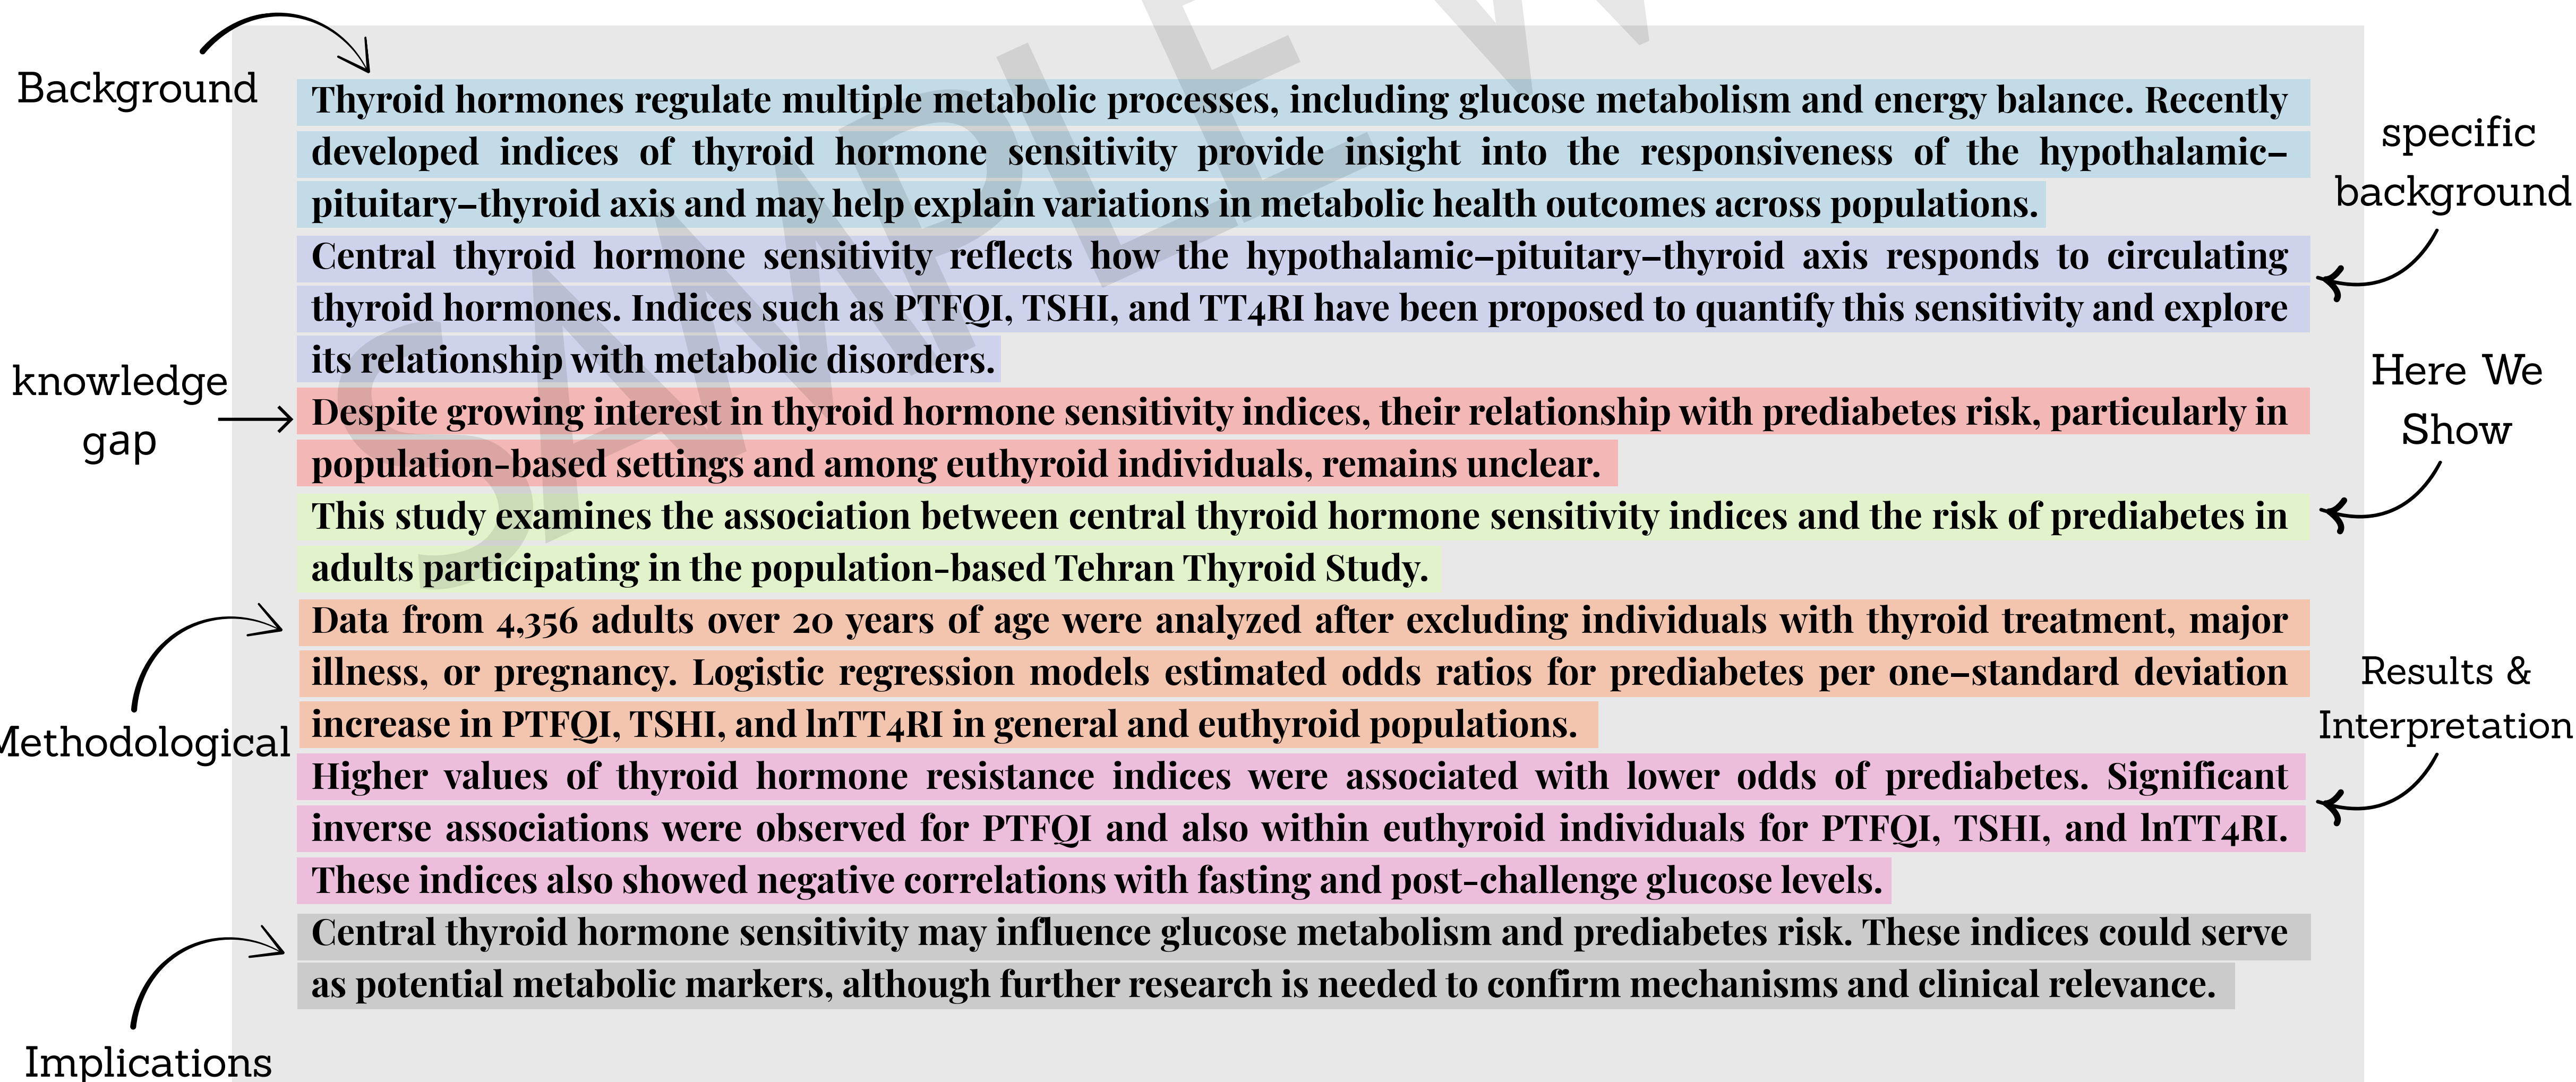 Background
Thyroid hormones regulate multiple metabolic processes, including glucose metabolism and energy balance. Recently
developed indices of thyroid hormone sensitivity provide insight into the responsiveness of the hypothalamic–
pituitary–thyroid axis and may help explain variations in metabolic health outcomes across populations.
specific
background
Central thyroid hormone sensitivity reflects how the hypothalamic–pituitary–thyroid axis responds to circulating
thyroid hormones. Indices such as PTFQI, TSHI, and TT4RI have been proposed to quantify this sensitivity and explore
its relationship with metabolic disorders.
knowledge
gap
Despite growing interest in thyroid hormone sensitivity indices, their relationship with prediabetes risk, particularly in
population-based settings and among euthyroid individuals, remains unclear.
Here We
Show
This study examines the association between central thyroid hormone sensitivity indices and the risk of prediabetes in
adults participating in the population-based Tehran Thyroid Study.
Methodological
Data from 4,356 adults over 20 years of age were analyzed after excluding individuals with thyroid treatment, major
illness, or pregnancy. Logistic regression models estimated odds ratios for prediabetes per one–standard deviation
increase in PTFQI, TSHI, and lnTT4RI in general and euthyroid populations.
Results &
Interpretation
Higher values of thyroid hormone resistance indices were associated with lower odds of prediabetes. Significant
inverse associations were observed for PTFQI and also within euthyroid individuals for PTFQI, TSHI, and lnTT4RI.
These indices also showed negative correlations with fasting and post-challenge glucose levels.
Implications
Central thyroid hormone sensitivity may influence glucose metabolism and prediabetes risk. These indices could serve
as potential metabolic markers, although further research is needed to confirm mechanisms and clinical relevance.
SAMPLE